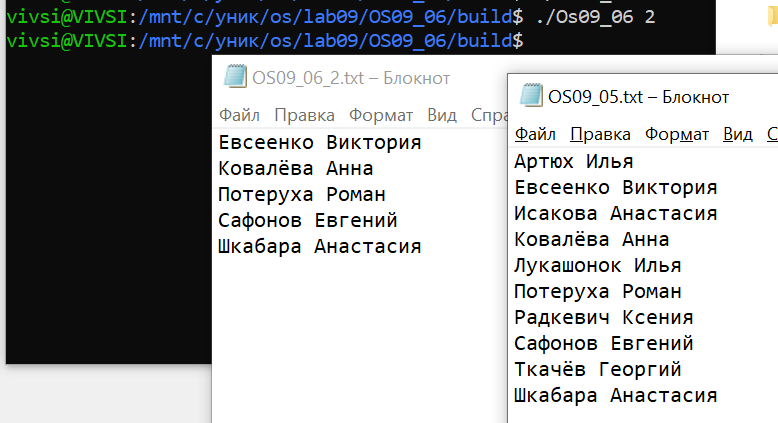 vivsi@VIVSI:/mnt/c/уник/os/lab09/OS09_06/build$ ./Os09_06 2
vivsi@VIVSI:/mnt/c/уник/os/lab09/OS09_06/build$
OS09_06_2.txt – Блокнот
Файл Правка Формат Вид Спра
Евсеенко Виктория
Ковалёва Анна
Потеруха Роман
Сафонов Евгений
Шкабара Анастасия
OS09_05.txt – Блокнот
Файл Правка Формат Вид С
Артюх Илья
Евсеенко Виктория
Исакова Анастасия
Ковалёва Анна
Лукашонок Илья
Потеруха Роман
Радкевич Ксения
Сафонов Евгений
Ткачёв Георгий
Шкабара Анастасия